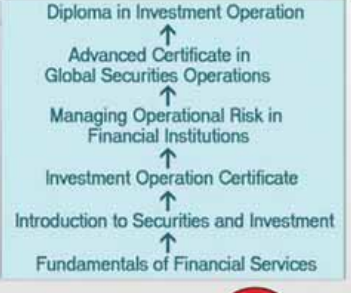 Diploma in Investment Operation
↑
Advanced Certificate in
Global Securities Operations
↑
Managing Operational Risk in
Financial Institutions
↑
Investment Operation Certificate
↑
Introduction to Securities and Investment
↑
Fundamentals of Financial Services